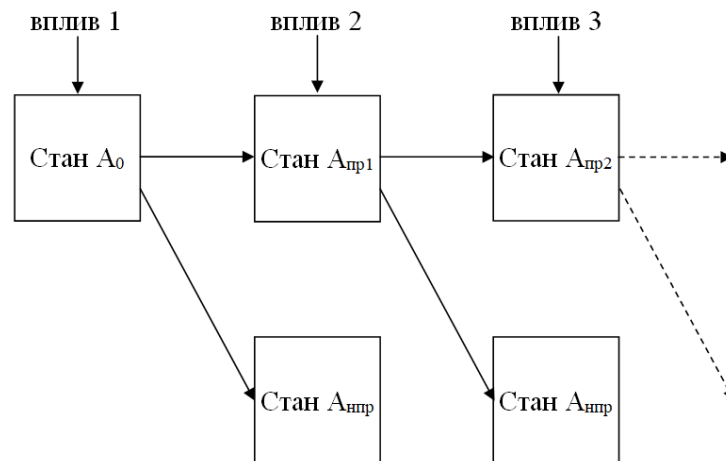 вплив 1 вплив 2 вплив 3
Стан А₀ Стан Апр1 Стан Апр2
Стан Анпр Стан Анпр